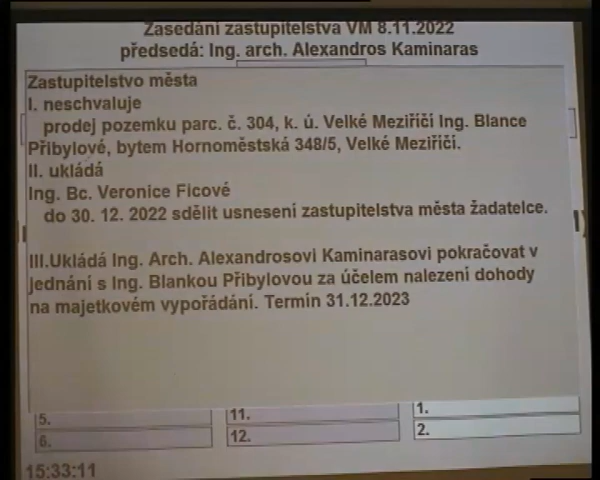 Zasedání zastupitelstva VM 8.11.2022
předsedá: Ing. arch. Alexandros Kaminaras
Zastupitelstvo města
I. neschvaluje
prodej pozemku parc. č. 304, k. ú. Velké Meziříčí Ing. Blance
Přibylové, bytem Hornoměstská 348/5, Velké Meziříčí.
II. ukládá
Ing. Bc. Veronice Ficové
do 30. 12. 2022 sdělit usnesení zastupitelstva města žadatelce.
III.Ukládá Ing. Arch. Alexandrosovi Kaminarasovi pokračovat v
jednání s Ing. Blankou Přibylovou za účelem nalezení dohody
na majetkovém vypořádání. Termín 31.12.2023
5.
11.
1.
6.
12.
2.
15:33:11